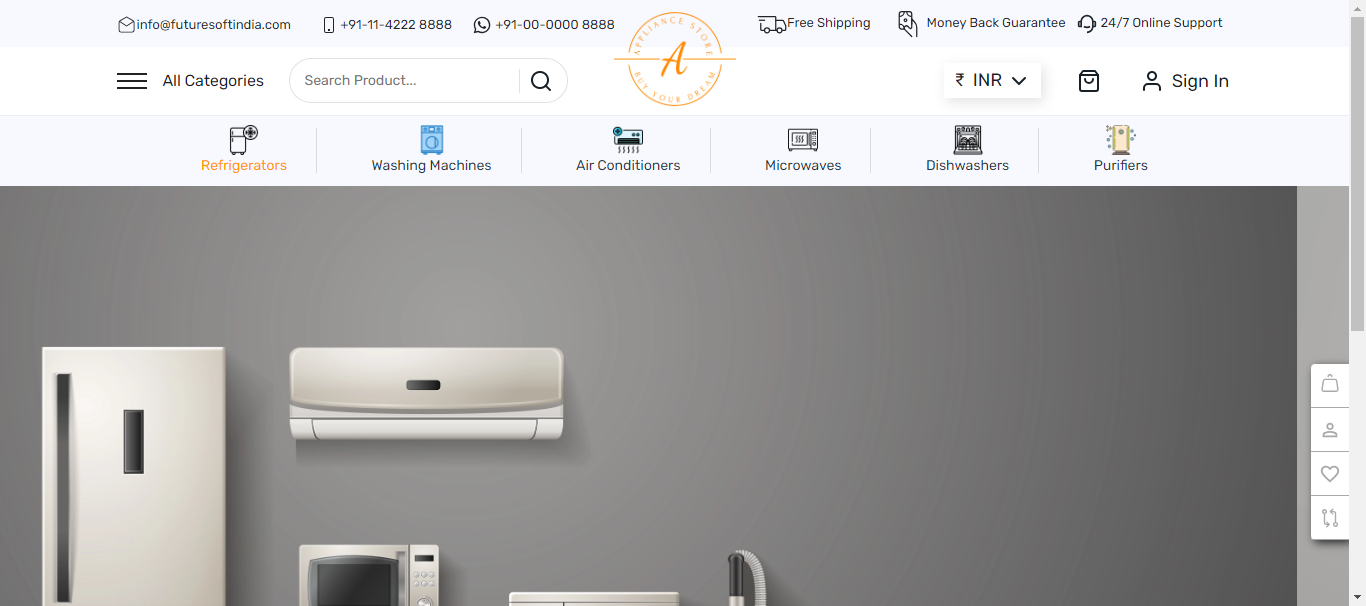 info@futuresoftindia.com +91-11-4222 8888 +91-00-0000 8888 Free Shipping Money Back Guarantee 24/7 Online Support
APPLIANCE STORE
A
BUY YOUR DREAM
All Categories Search Product... ₹ INR Sign In
Refrigerators Washing Machines Air Conditioners Microwaves Dishwashers Purifiers